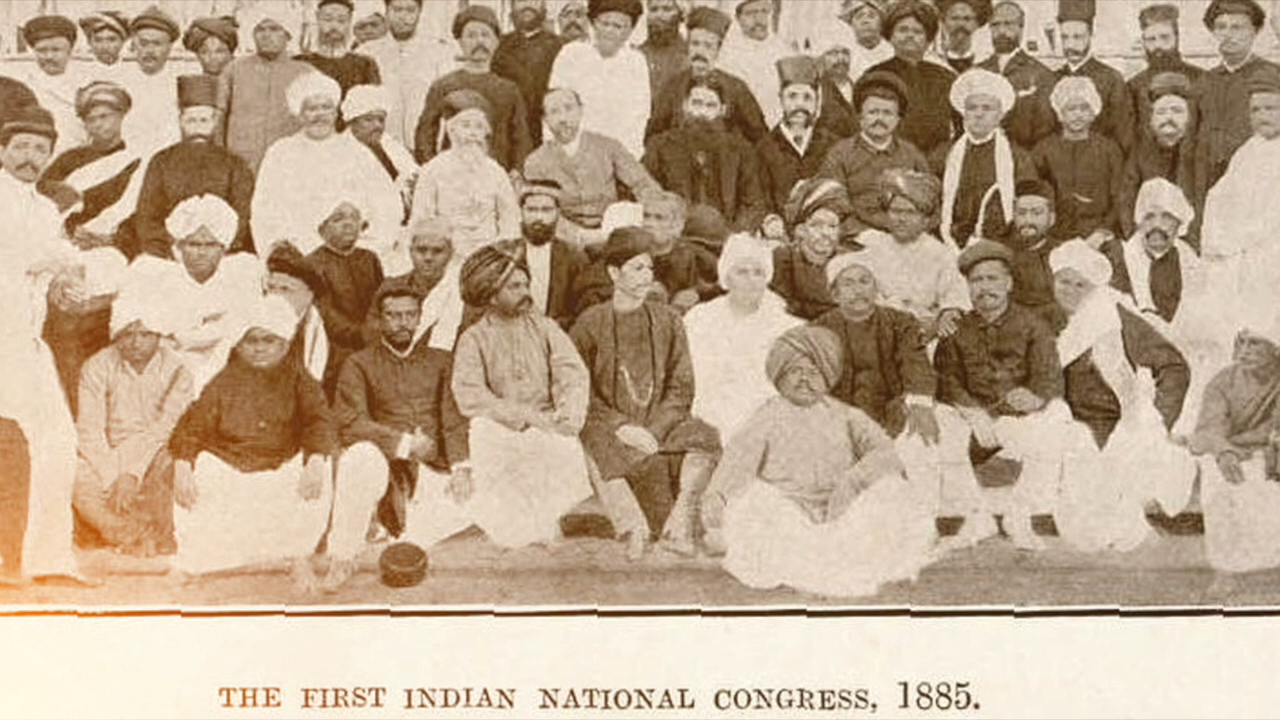 THE FIRST INDIAN NATIONAL CONGRESS, 1885.